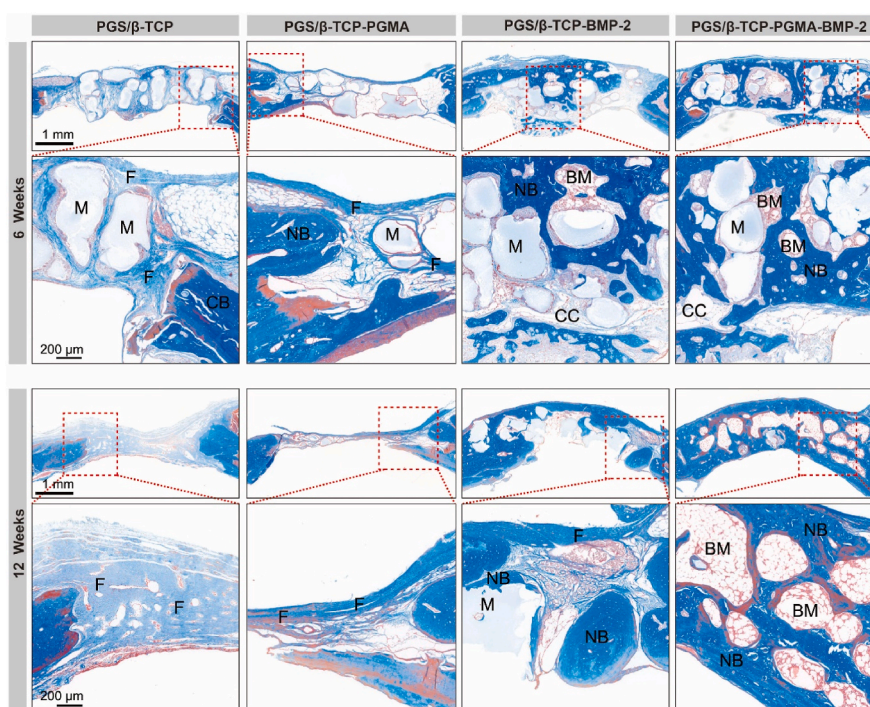 PGS/β-TCP PGS/β-TCP-PGMA PGS/β-TCP-BMP-2 PGS/β-TCP-PGMA-BMP-2
6 Weeks
1 mm
F M M F CB
F NB M F
NB BM M CC
BM M BM NB CC
200 μm
12 Weeks
1 mm
F F
F F
F NB M NB
NB BM BM NB
200 μm